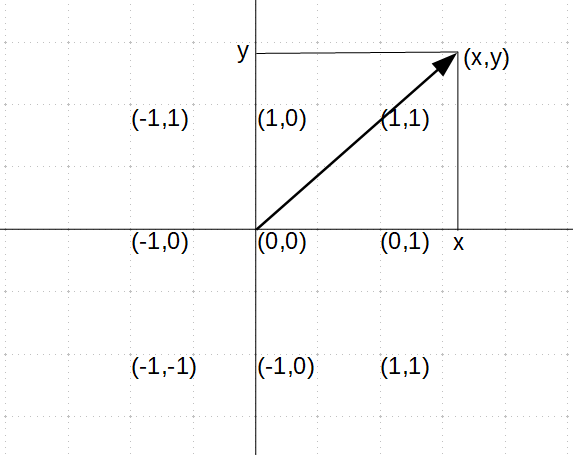 y
(x,y)
(-1,1) (1,0) (1,1)
(-1,0) (0,0) (0,1) x
(-1,-1) (-1,0) (1,1)